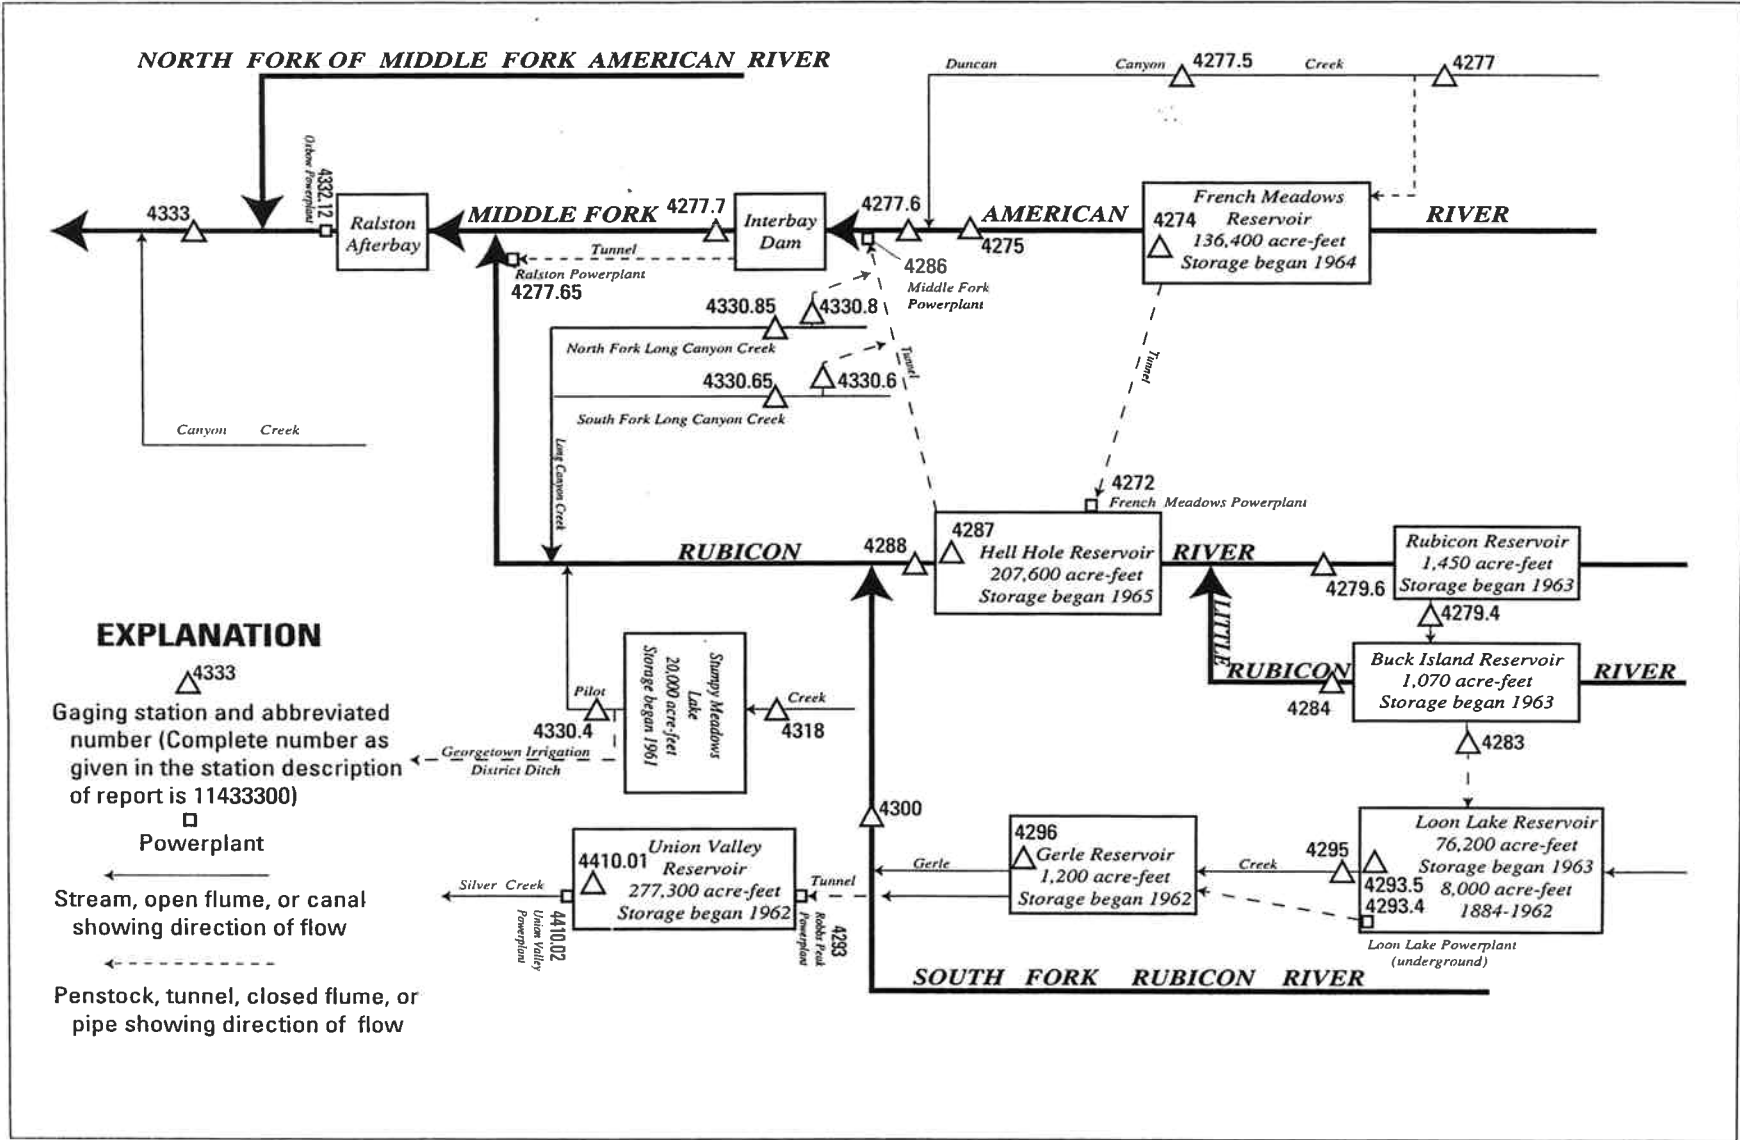 NORTH FORK OF MIDDLE FORK AMERICAN RIVER
Duncan Canyon Creek
4277.5
4277
4332.12
Oxbow Powerplant
4333
Ralston
Afterbay
MIDDLE FORK
4277.7
Interbay
Dam
4277.6
AMERICAN
4275
French Meadows
Reservoir
136,400 acre-feet
Storage began 1964
4274
RIVER
Tunnel
Ralston Powerplant
4277.65
4286
Middle Fork
Powerplant
4330.85
4330.8
North Fork Long Canyon Creek
4330.65
4330.6
South Fork Long Canyon Creek
Tunnel
Tunnel
Canyon Creek
Long Canyon Creek
4272
French Meadows Powerplant
RUBICON
4288
4287
Hell Hole Reservoir
207,600 acre-feet
Storage began 1965
RIVER
4279.6
Rubicon Reservoir
1,450 acre-feet
Storage began 1963
4279.4
LITTLE
RUBICON
4284
Buck Island Reservoir
1,070 acre-feet
Storage began 1963
RIVER
4283
EXPLANATION
4333
Gaging station and abbreviated
number (Complete number as
given in the station description
of report is 11433300)
Powerplant
Stream, open flume, or canal
showing direction of flow
Penstock, tunnel, closed flume, or
pipe showing direction of flow
Stumpy Meadows
Lake
20,000 acre-feet
Storage began 1961
Pilot
4330.4
Creek
4318
Georgetown Irrigation
District Ditch
4300
4410.01
Union Valley
Reservoir
277,300 acre-feet
Storage began 1962
Silver Creek
4410.02
Union Valley
Powerplant
Tunnel
4293
Robbs Peak
Powerplant
Gerle
4296
Gerle Reservoir
1,200 acre-feet
Storage began 1962
Creek
4295
Loon Lake Reservoir
76,200 acre-feet
Storage began 1963
8,000 acre-feet
1884-1962
4293.5
4293.4
Loon Lake Powerplant
(underground)
SOUTH FORK RUBICON RIVER